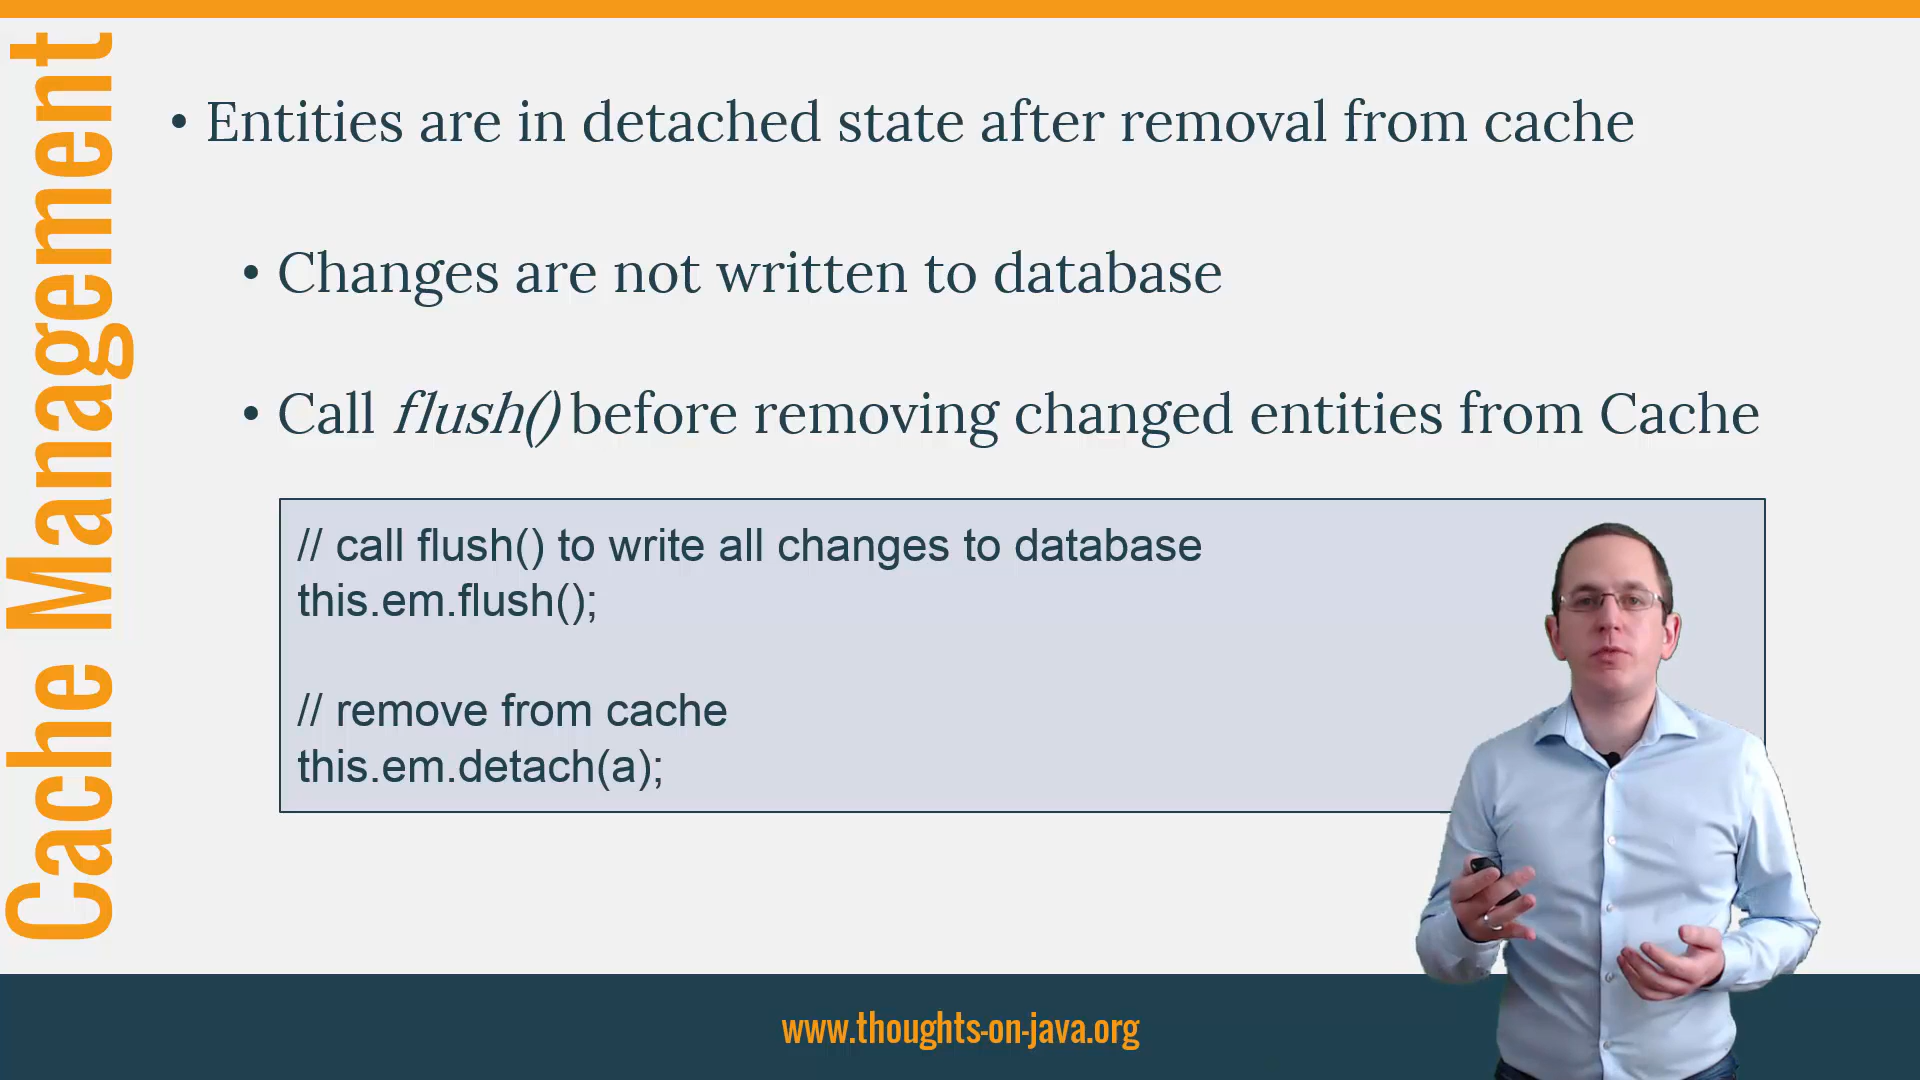 Cache Management
• Entities are in detached state after removal from cache
• Changes are not written to database
• Call flush() before removing changed entities from Cache
// call flush() to write all changes to database
this.em.flush();
// remove from cache
this.em.detach(a);
www.thoughts-on-java.org